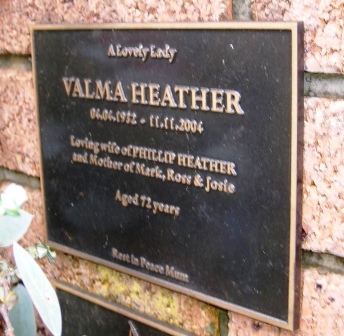 A Lovely Lady
VALMA HEATHER
04.04.1932 - 11.11.2004
Loving wife of PHILLIP HEATHER
and Mother of Mark, Ross & Josie
Aged 72 years
Rest in Peace Mum